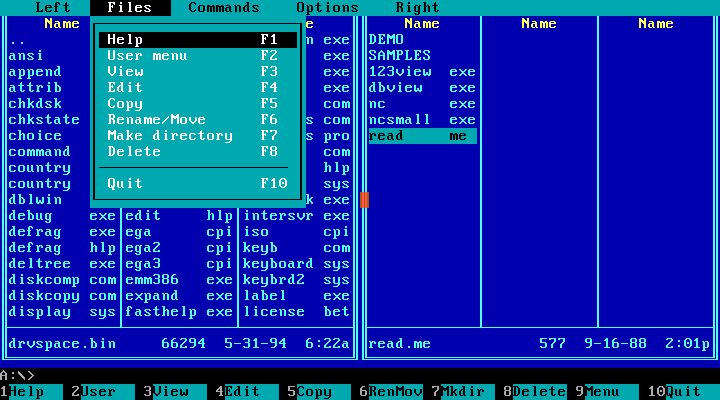 Left Files Commands Options Right
Name Name Name Name Name
.. Help F1 n exe DEMO
ansi User menu F2 exe SAMPLES
append View F3 exe 123view exe
attrib Edit F4 exe dbview exe
chkdsk Copy F5 com nc exe
chkstate Rename/Move F6 s com ncsmall exe
choice Make directory F7 s pro read me
command Delete F8 com
country hlp
country Quit F10 sys
dblwin k exe
debug exe edit hlp intersvr exe
defrag exe ega cpi iso cpi
defrag hlp ega2 cpi keyb com
deltree exe ega3 cpi keyboard sys
diskcomp com emm386 exe keybrd2 sys
diskcopy com expand exe label exe
display sys fasthelp exe license bet
drvspace.bin 66294 5-31-94 6:22a read.me 577 9-16-88 2:01p
A:\>
1Help 2User 3View 4Edit 5Copy 6RenMov 7Mkdir 8Delete 9Menu 10Quit